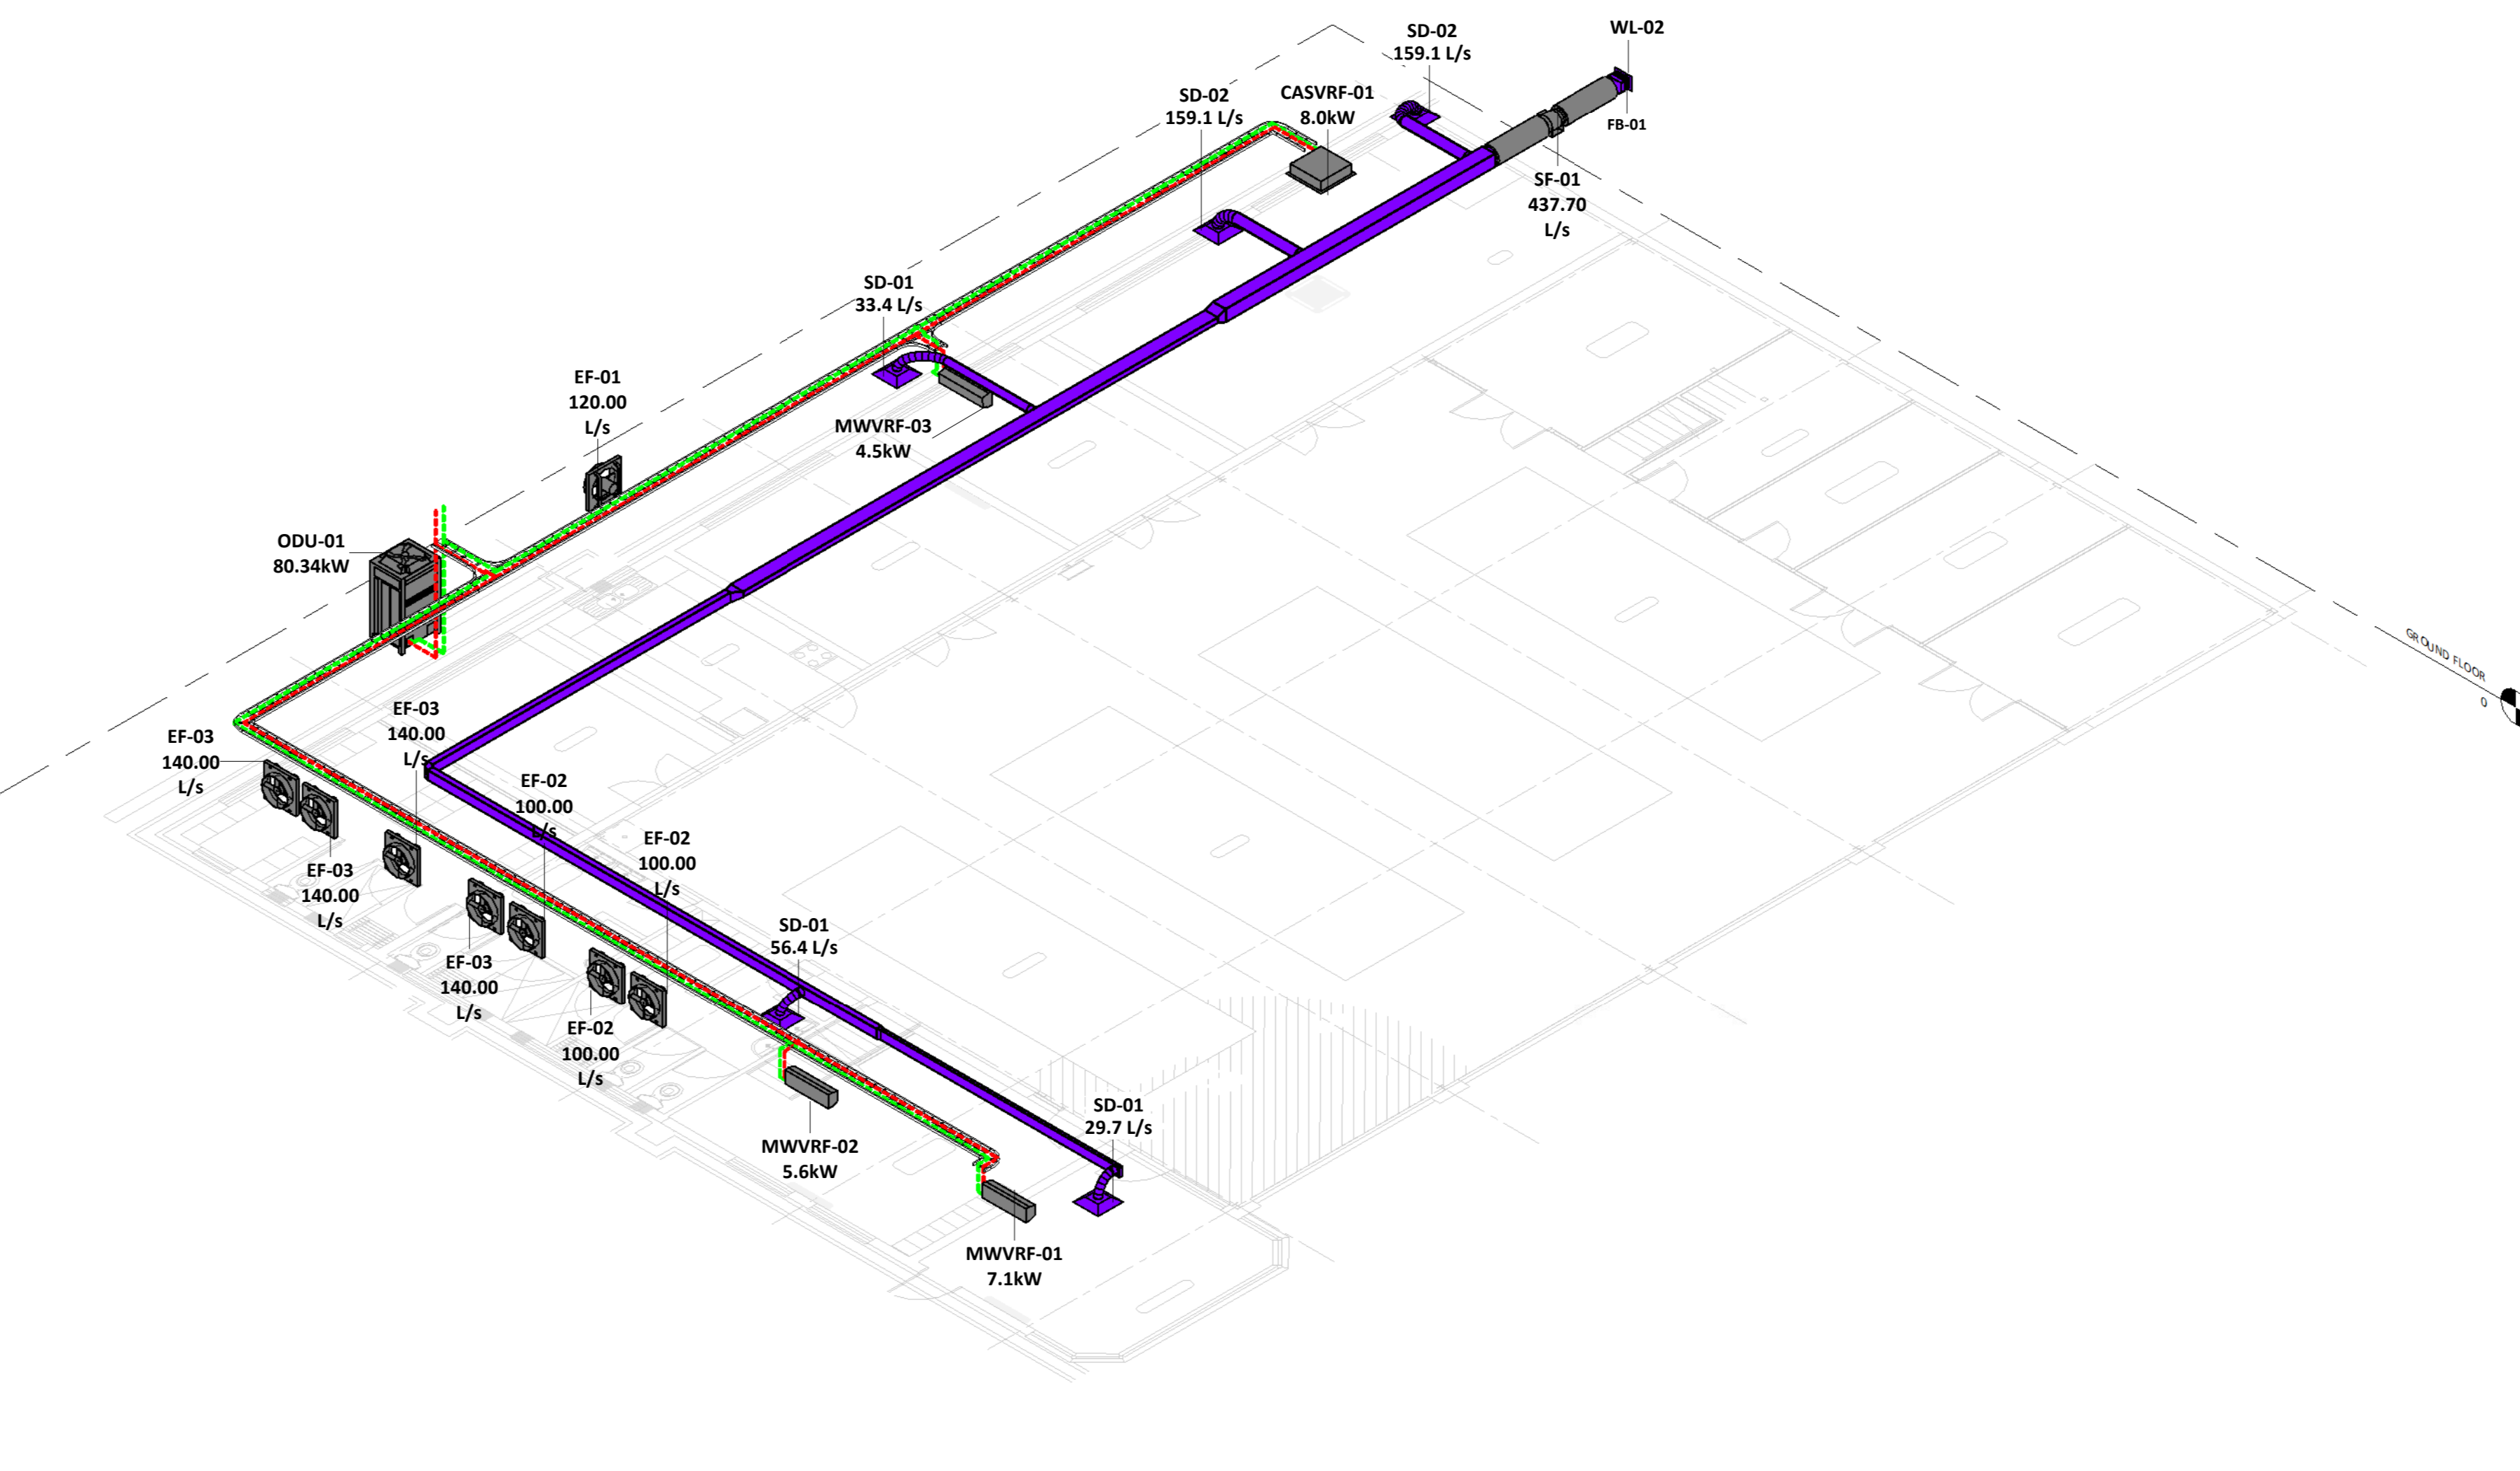 WL-02
SD-02
159.1 L/s
SD-02
159.1 L/s
CASVRF-01
8.0kW
FB-01
SF-01
437.70
L/s
SD-01
33.4 L/s
EF-01
120.00
L/s
MWVRF-03
4.5kW
ODU-01
80.34kW
GROUND FLOOR
0
EF-03
140.00
L/s
EF-03
140.00
L/s
EF-02
100.00
L/s
EF-02
100.00
L/s
EF-03
140.00
L/s
SD-01
56.4 L/s
EF-03
140.00
L/s
EF-02
100.00
L/s
SD-01
29.7 L/s
MWVRF-02
5.6kW
MWVRF-01
7.1kW